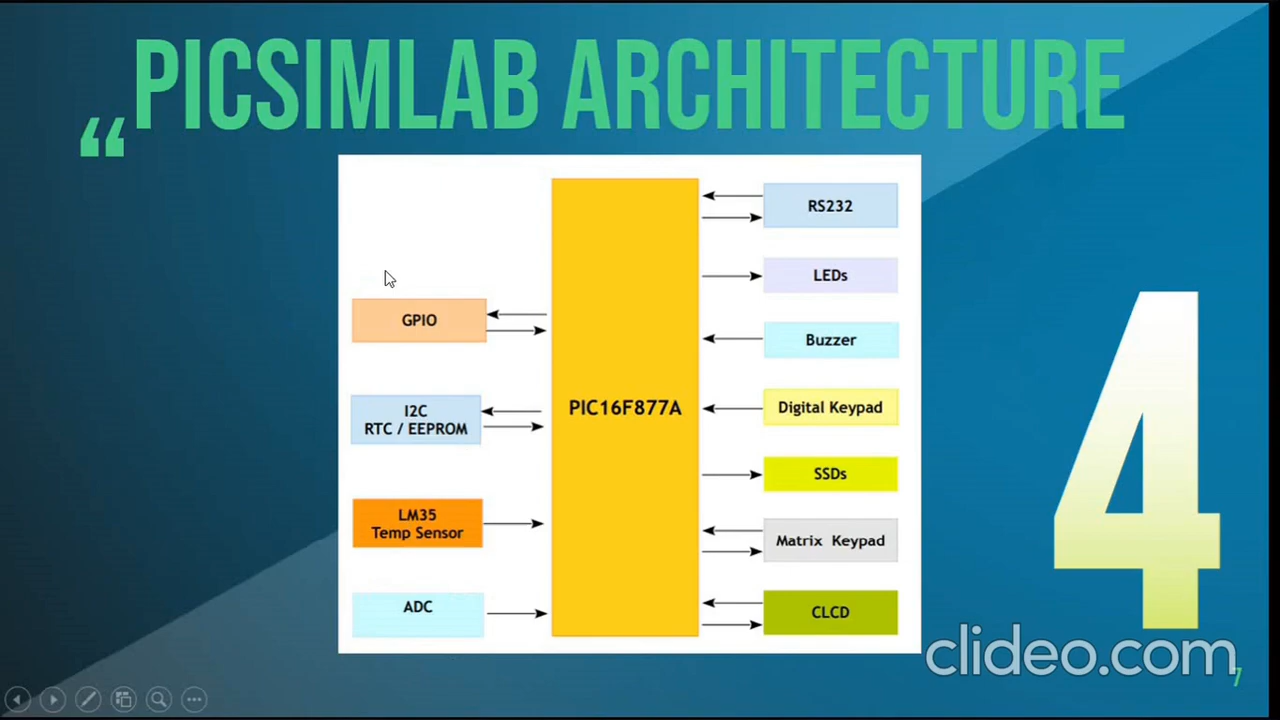 PICSIMLAB ARCHITECTURE
“
RS232
LEDs
GPIO
Buzzer
PIC16F877A
Digital Keypad
I2C
RTC / EEPROM
SSDs
LM35
Temp Sensor
Matrix Keypad
ADC
CLCD
4
clideo.com
7